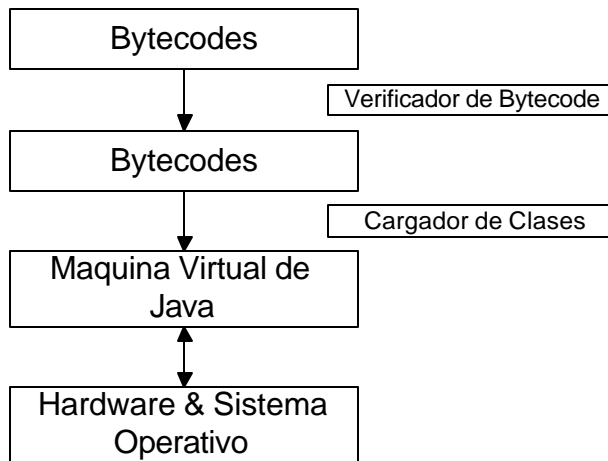 Bytecodes
Verificador de Bytecode
Bytecodes
Cargador de Clases
Maquina Virtual de
Java
Hardware & Sistema
Operativo